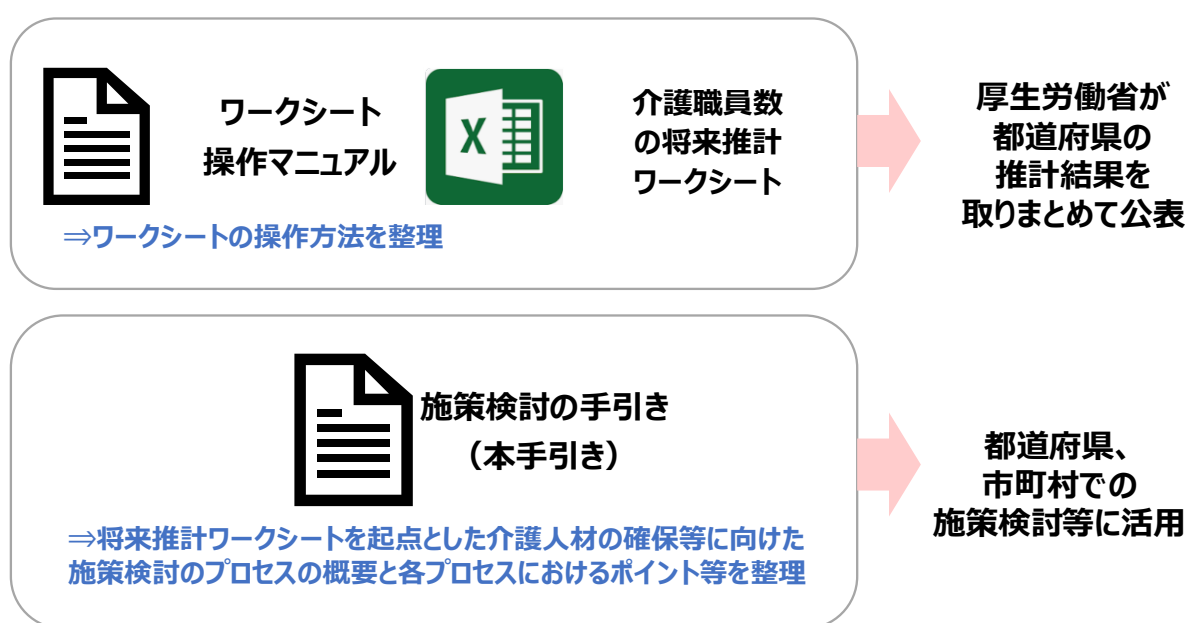 ワークシート
操作マニュアル
X
介護職員数
の将来推計
ワークシート
⇒ワークシートの操作方法を整理
厚生労働省が
都道府県の
推計結果を
取りまとめて公表
施策検討の手引き
（本手引き）
⇒将来推計ワークシートを起点とした介護人材の確保等に向けた
施策検討のプロセスの概要と各プロセスにおけるポイント等を整理
都道府県、
市町村での
施策検討等に活用